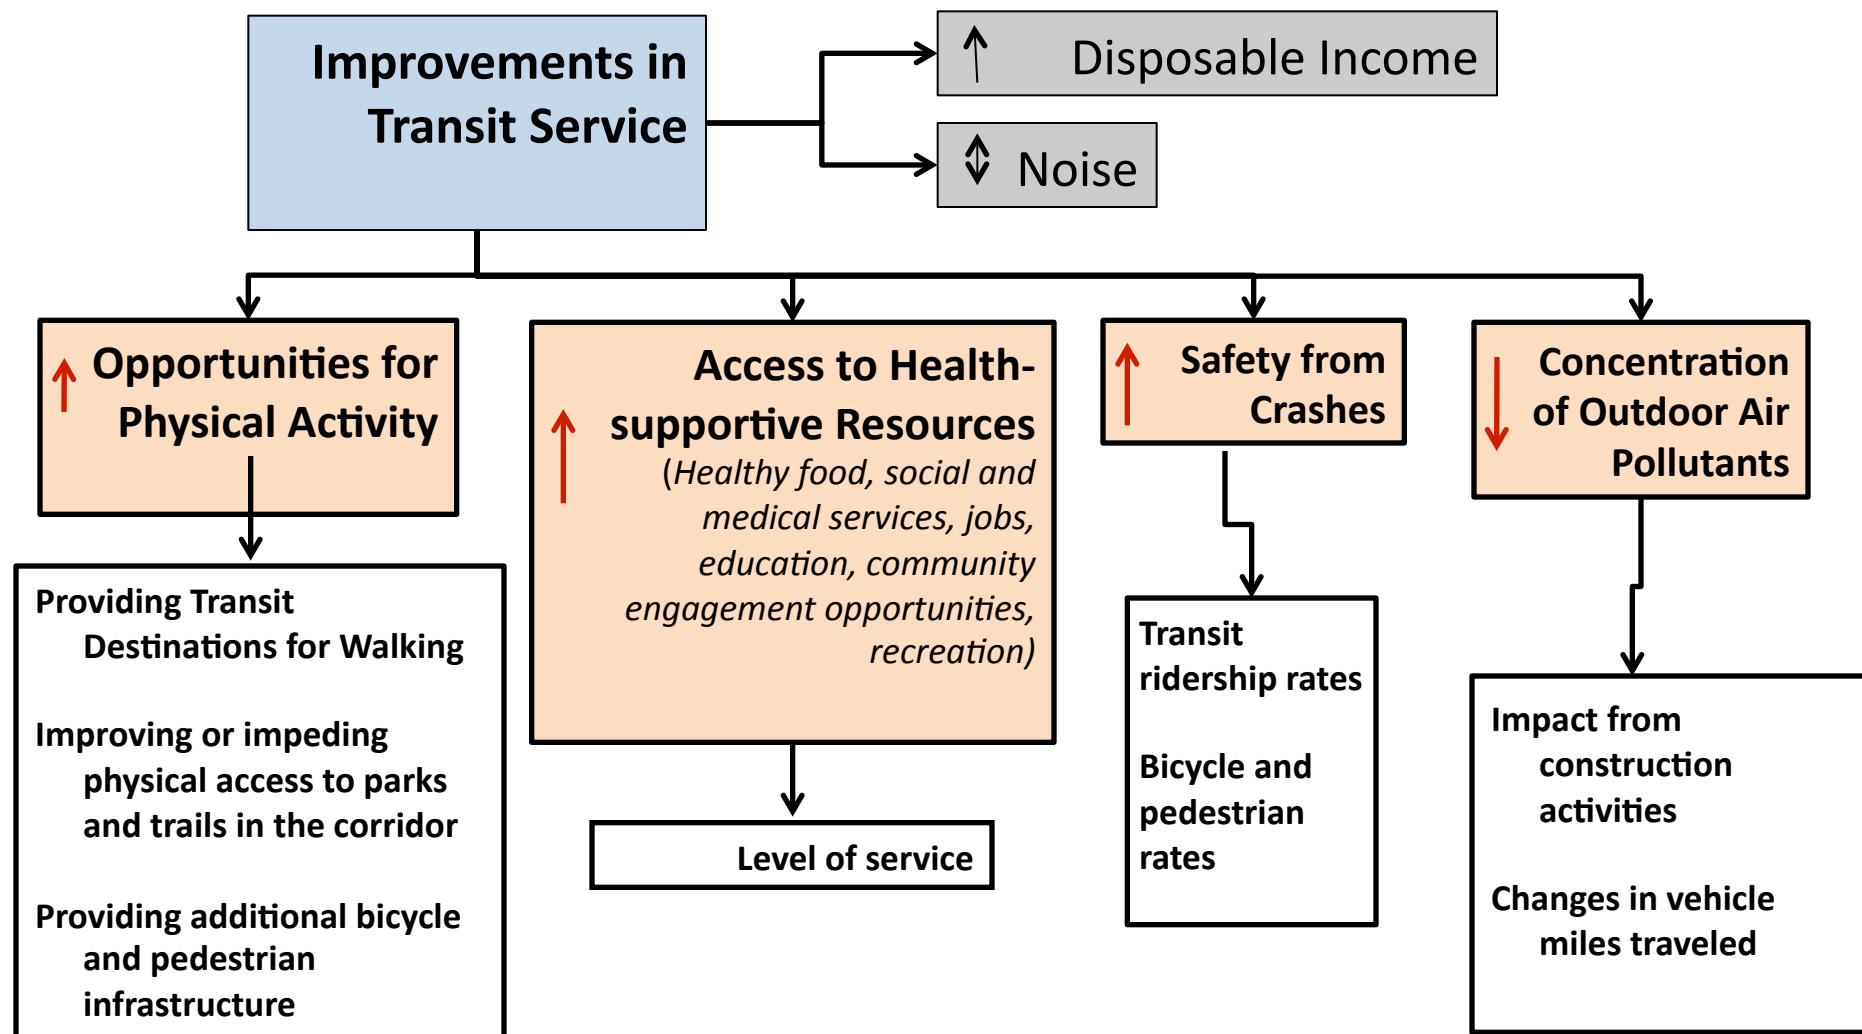 Improvements in
Transit Service
Disposable Income
Noise
Opportunities for
Physical Activity
Access to Health-
supportive Resources
(Healthy food, social and
medical services, jobs,
education, community
engagement opportunities,
recreation)
Safety from
Crashes
Concentration
of Outdoor Air
Pollutants
Providing Transit
Destinations for Walking
Improving or impeding
physical access to parks
and trails in the corridor
Providing additional bicycle
and pedestrian
infrastructure
Level of service
Transit
ridership rates
Bicycle and
pedestrian
rates
Impact from
construction
activities
Changes in vehicle
miles traveled